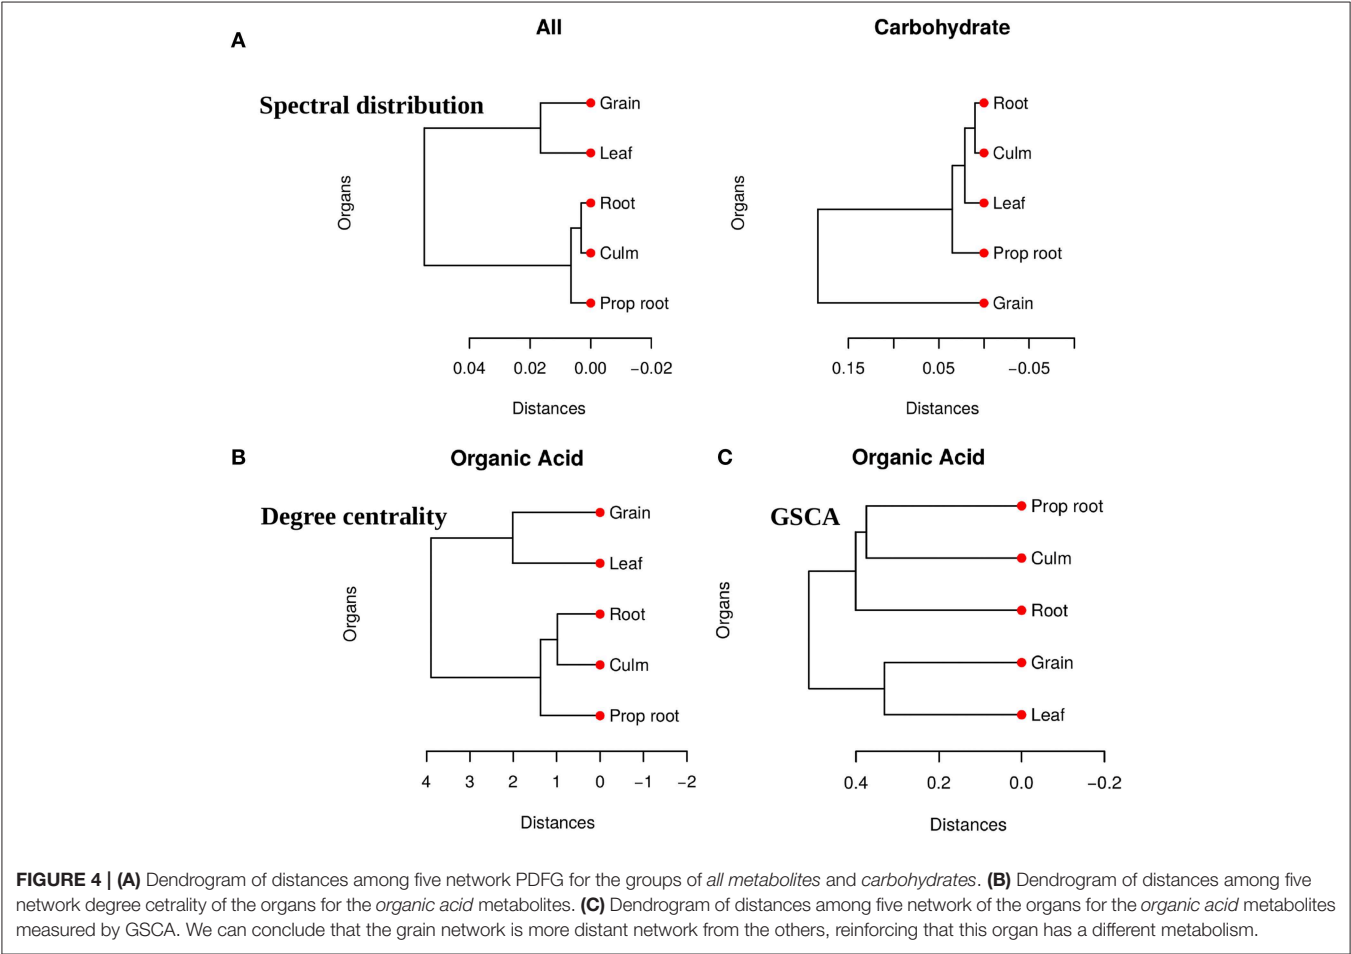 A
All
Carbohydrate
Spectral distribution
Organs
Grain
Leaf
Root
Culm
Prop root
0.04 0.02 0.00 −0.02
Distances
Organs
Root
Culm
Leaf
Prop root
Grain
0.15 0.05 −0.05
Distances
B
Organic Acid
Degree centrality
Organs
Grain
Leaf
Root
Culm
Prop root
4 3 2 1 0 −1 −2
Distances
C
Organic Acid
GSCA
Organs
Prop root
Culm
Root
Grain
Leaf
0.4 0.2 0.0 −0.2
Distances
FIGURE 4 | (A) Dendrogram of distances among five network PDFG for the groups of all metabolites and carbohydrates. (B) Dendrogram of distances among five
network degree cetrality of the organs for the organic acid metabolites. (C) Dendrogram of distances among five network of the organs for the organic acid metabolites
measured by GSCA. We can conclude that the grain network is more distant network from the others, reinforcing that this organ has a different metabolism.